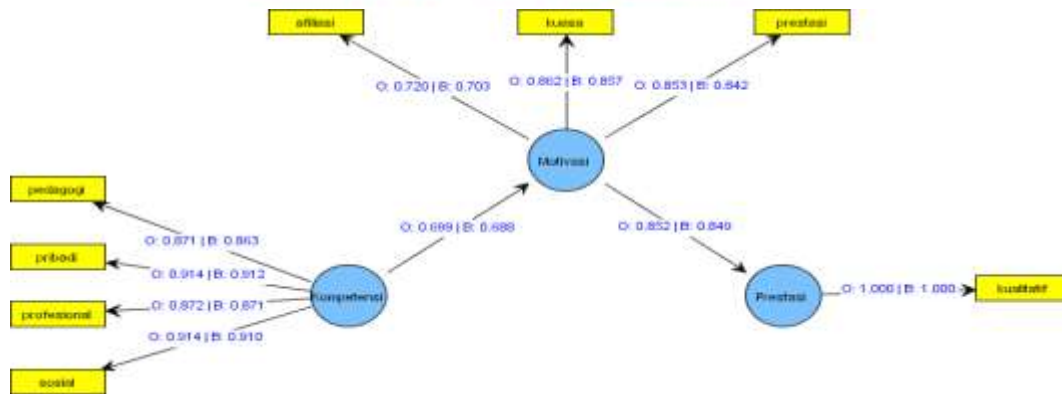 afiliasi
kuasa
prestasi
O: 0.720 | B: 0.703
O: 0.862 | B: 0.857
O: 0.853 | B: 0.842
Motivasi
pedagogi
O: 0.699 | B: 0.688
O: 0.852 | B: 0.849
O: 0.871 | B: 0.863
pribadi
O: 0.914 | B: 0.912
Kompetensi
Prestasi
O: 1.000 | B: 1.000
kualitatif
profesional
O: 0.872 | B: 0.871
O: 0.914 | B: 0.910
sosial